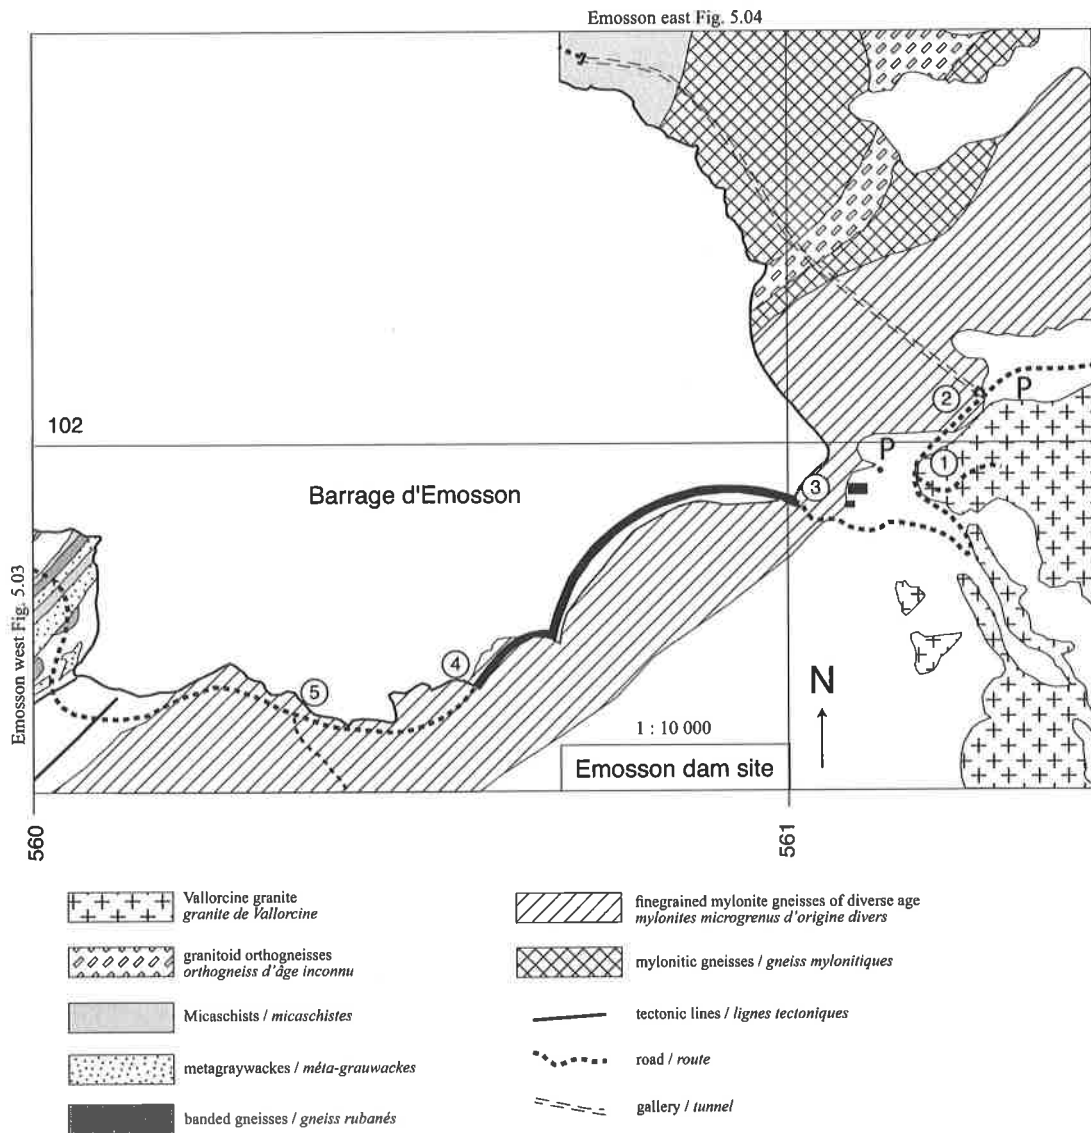 Emosson east Fig. 5.04
P
2
102
P
1
Barrage d'Emosson
3
Emosson west Fig. 5.03
4
N
5
1 : 10 000
Emosson dam site
560
561
Vallorcine granite
granite de Vallorcine
granitoid orthogneisses
orthogneiss d'âge inconnu
Micaschists / micaschistes
metagraywackes / méta-grauwackes
banded gneisses / gneiss rubanés
finegrained mylonite gneisses of diverse age
mylonites microgrenus d'origine divers
mylonitic gneisses / gneiss mylonitiques
tectonic lines / lignes tectoniques
road / route
gallery / tunnel